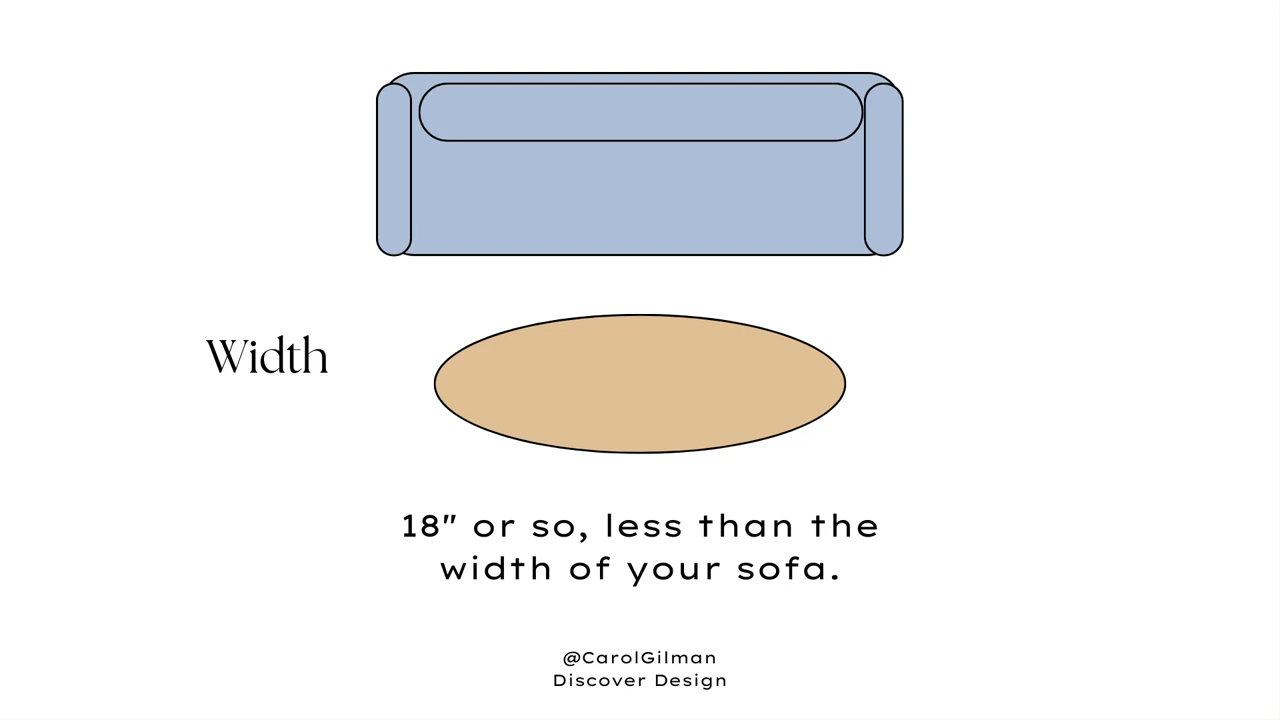 Width
18" or so, less than the
width of your sofa.
@CarolGilman
Discover Design